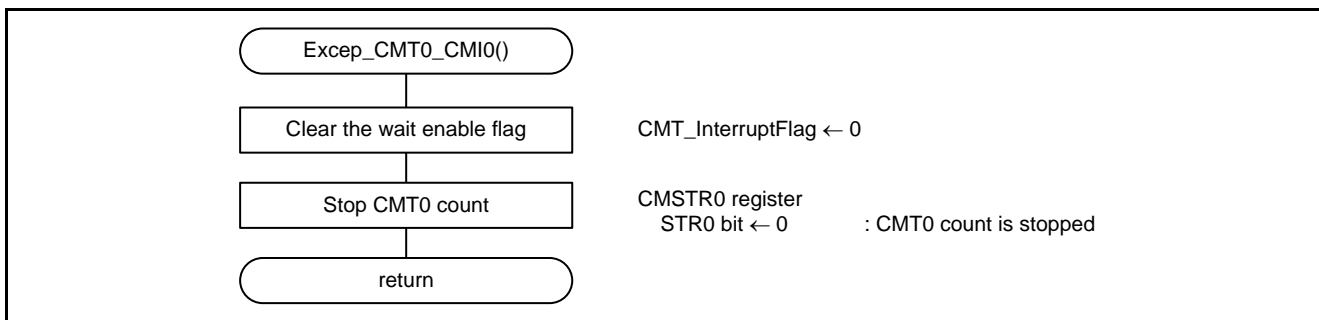 Excep_CMT0_CMI0()
Clear the wait enable flag
CMT_InterruptFlag ← 0
Stop CMT0 count
CMSTR0 register
STR0 bit ← 0 : CMT0 count is stopped
return